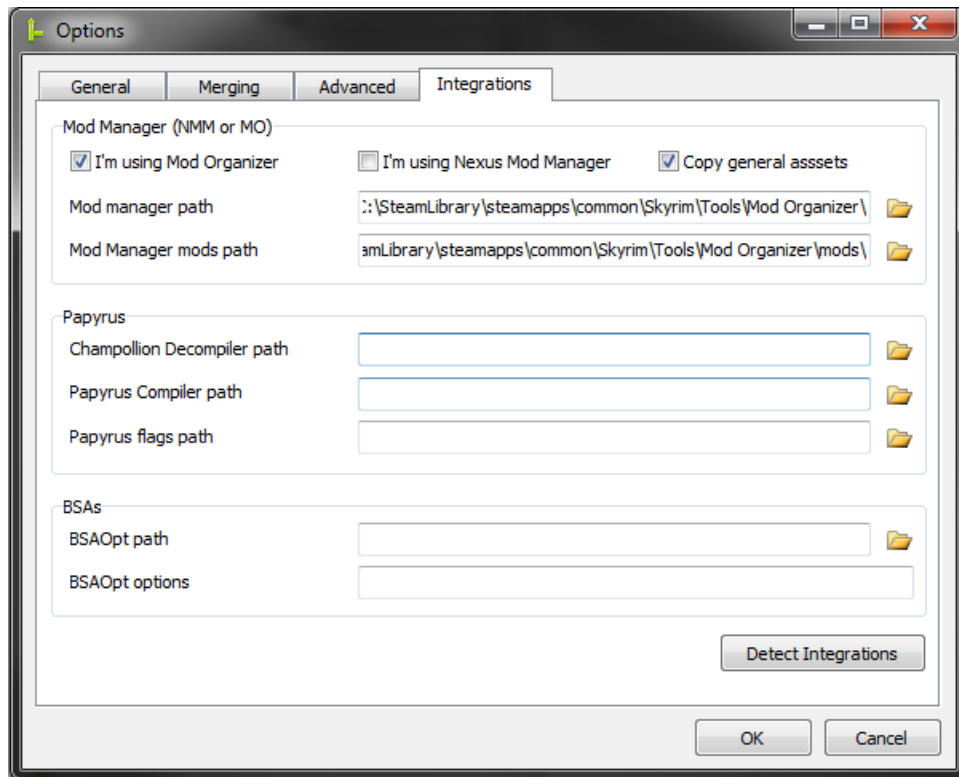 Options
General Merging Advanced Integrations
Mod Manager (NMM or MO)
I'm using Mod Organizer I'm using Nexus Mod Manager Copy general asssets
Mod manager path :\SteamLibrary\steamapps\common\Skyrim\Tools\Mod Organizer\
Mod Manager mods path amLibrary\steamapps\common\Skyrim\Tools\Mod Organizer\mods\
Papyrus
Champollion Decompiler path
Papyrus Compiler path
Papyrus flags path
BSAs
BSAOpt path
BSAOpt options
Detect Integrations
OK Cancel